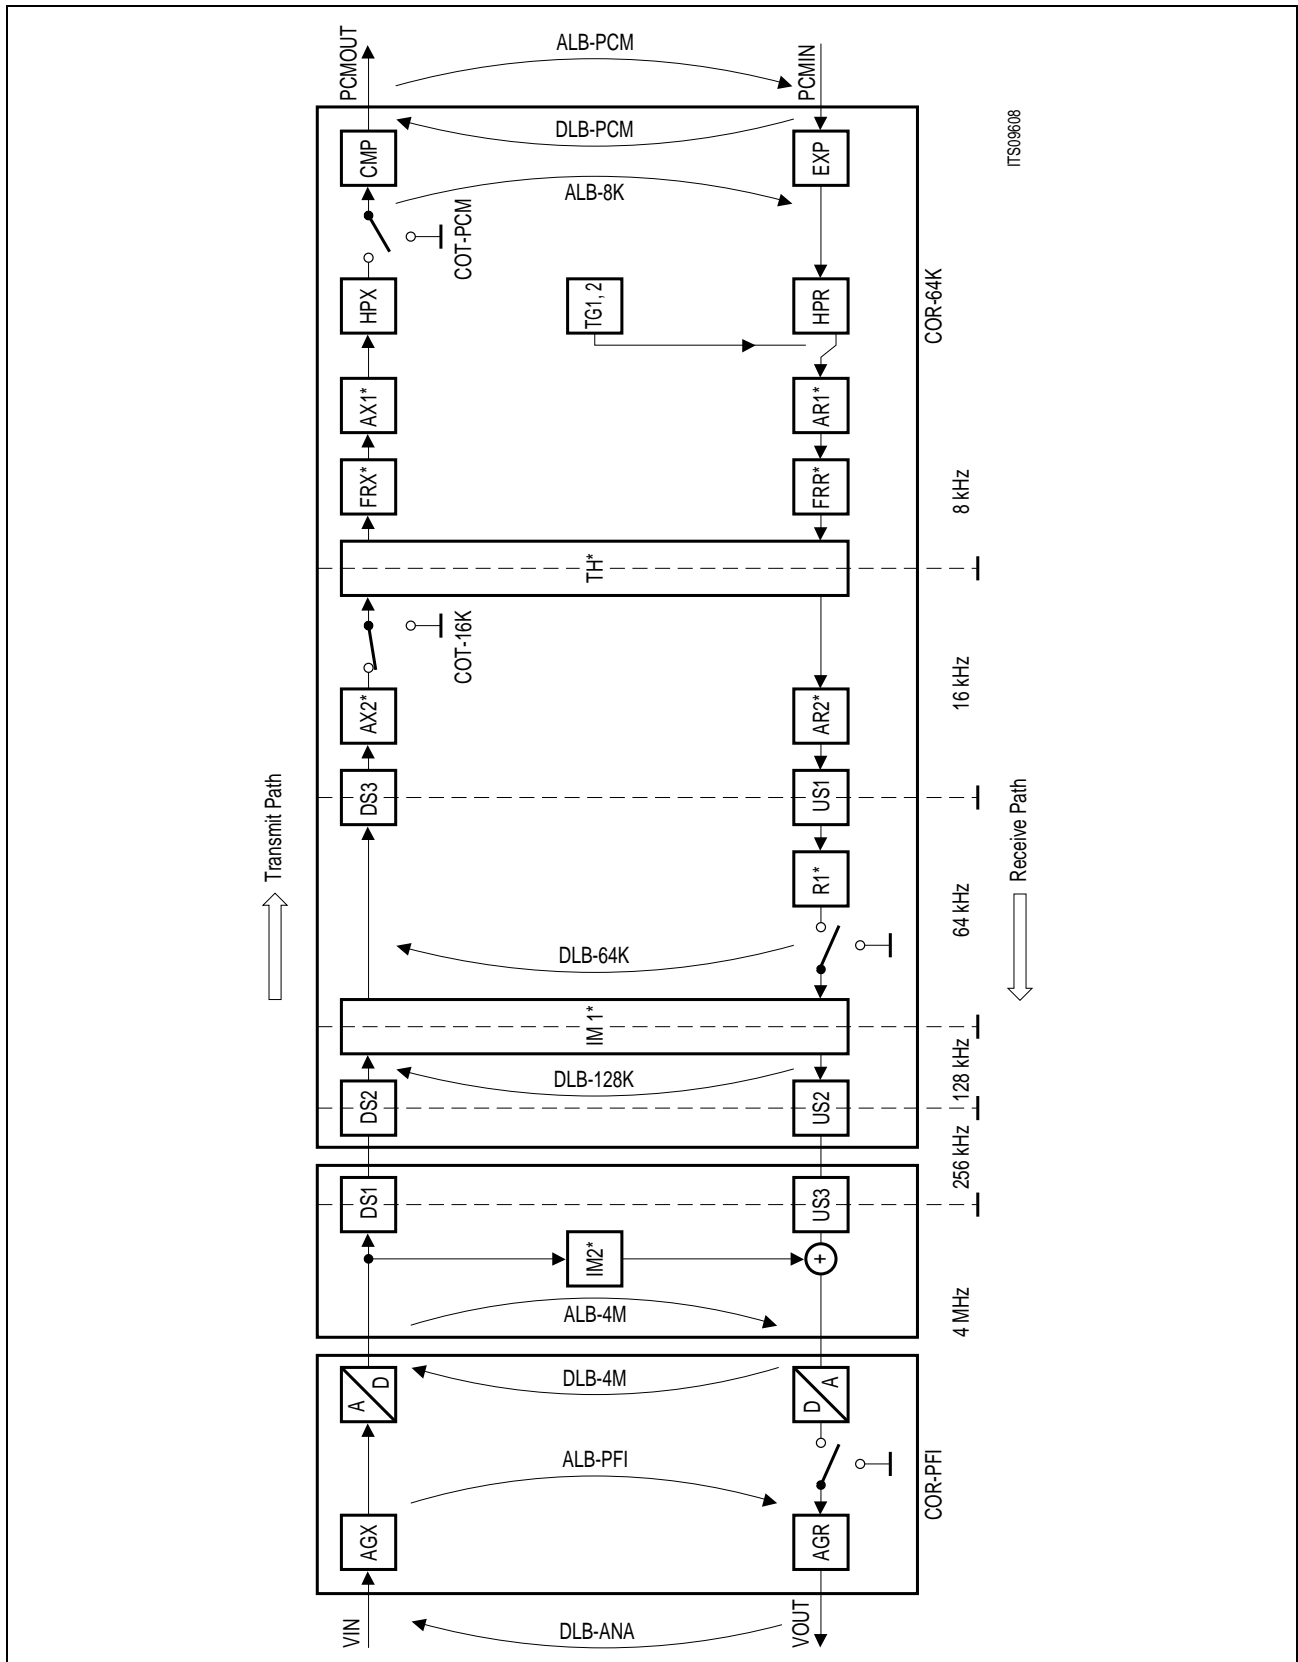 Transmit Path
VIN
AGX
A
D
DS1
DS2
DS3
AX2*
COT-16K
FRX*
AX1*
HPX
COT-PCM
CMP
PCMOUT
DLB-ANA
ALB-PFI
DLB-4M
ALB-4M
IM2*
DLB-128K
IM 1*
DLB-64K
TH*
TG1, 2
ALB-8K
DLB-PCM
ALB-PCM
VOUT
AGR
D
A
+
US3
US2
R1*
US1
AR2*
FRR*
AR1*
HPR
EXP
PCMIN
COR-PFI
COR-64K
4 MHz
256 kHz
128 kHz
64 kHz
16 kHz
8 kHz
Receive Path
ITS09608